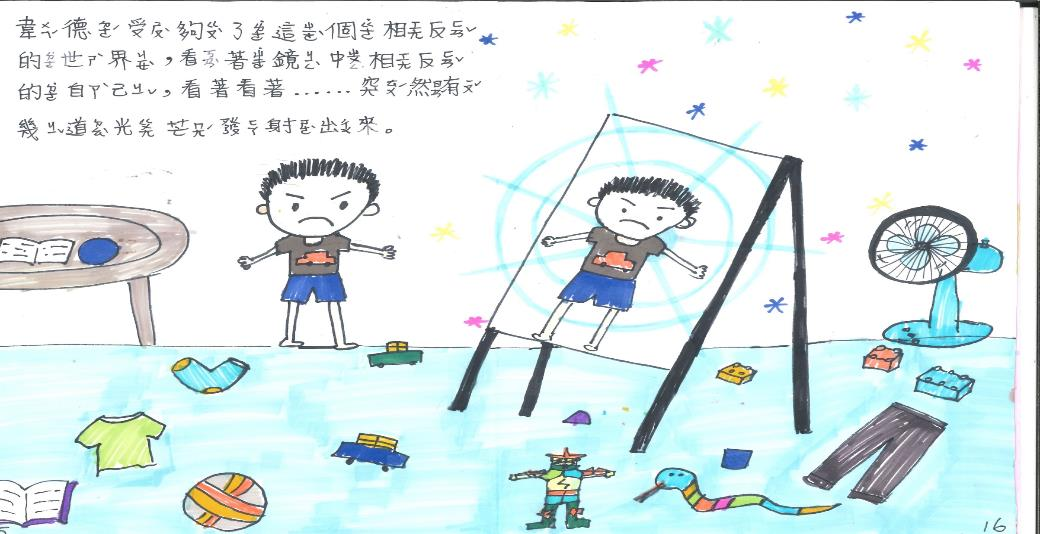 韋德受夠了這個相反
的世界，看著鏡中相反
的自己，看著看著……突然有
幾道光芒發射出來。
16